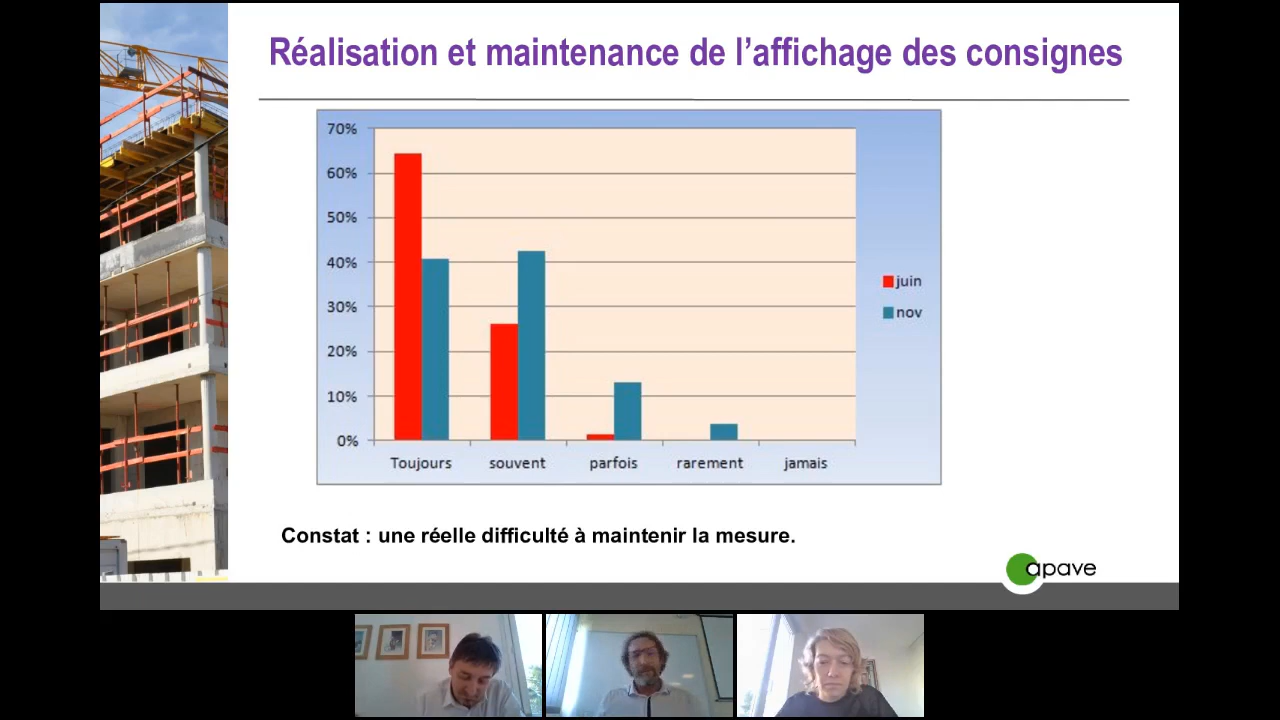 Réalisation et maintenance de l’affichage des consignes
70%
60%
50%
40%
30%
20%
10%
0%
Toujours souvent parfois rarement jamais
juin
nov
Constat : une réelle difficulté à maintenir la mesure.
apave